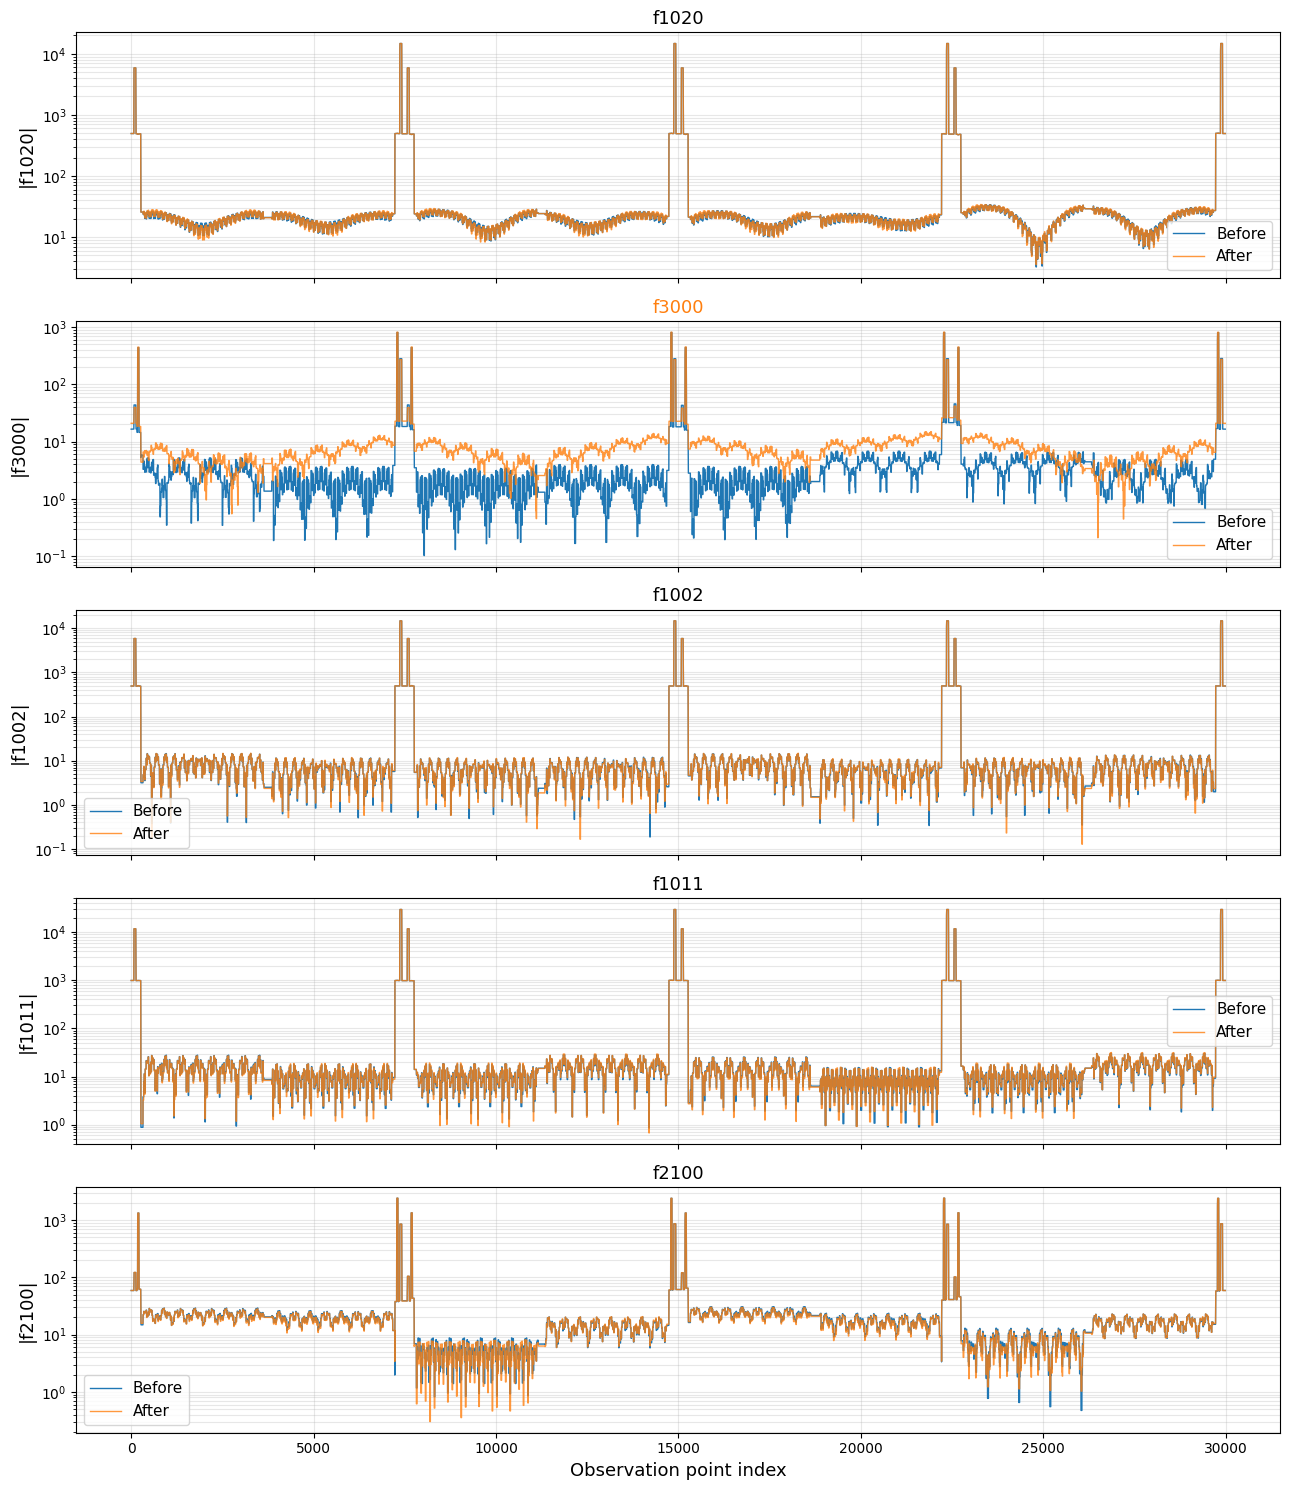 f1020
10⁴
10³
10²
10¹
|f1020|
Before
After
f3000
10³
10²
10¹
10⁰
10⁻¹
|f3000|
Before
After
f1002
10⁴
10³
10²
10¹
10⁰
10⁻¹
|f1002|
Before
After
f1011
10⁴
10³
10²
10¹
10⁰
|f1011|
Before
After
f2100
10³
10²
10¹
10⁰
|f2100|
Before
After
0 5000 10000 15000 20000 25000 30000
Observation point index